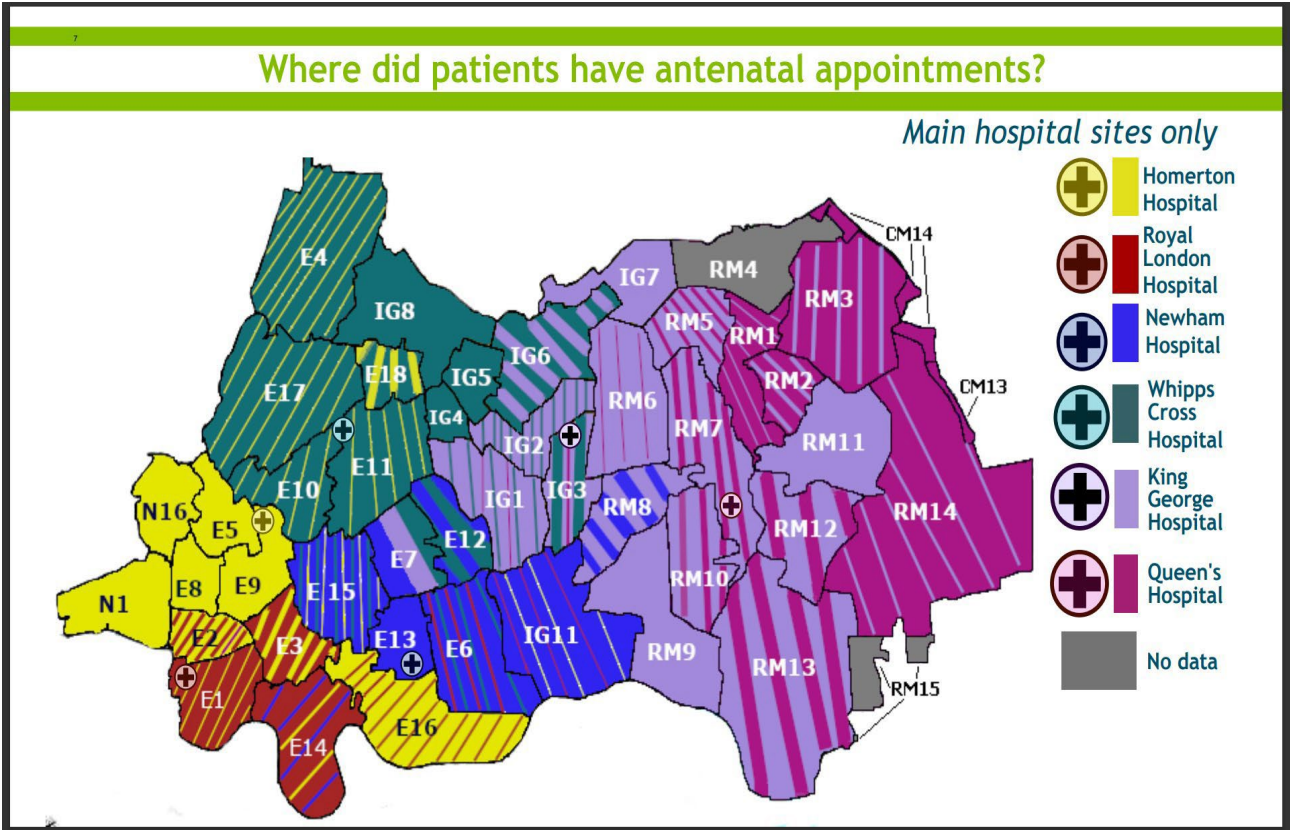 7
Where did patients have antenatal appointments?
Main hospital sites only
Homerton
Hospital
Royal
London
Hospital
Newham
Hospital
Whipps
Cross
Hospital
King
George
Hospital
Queen's
Hospital
No data
CM14
E4
IG7
RM4
RM3
IG8
RM5
RM1
IG6
E18
IG5
RM2
CM13
E17
IG4
RM6
RM7
IG2
RM11
E11
E10
IG1
IG3
RM8
N16
E5
RM14
E12
RM12
E7
RM10
E8
E9
E 15
N1
E2
E3
E13
E6
IG11
RM9
RM13
RM15
E1
E16
E14